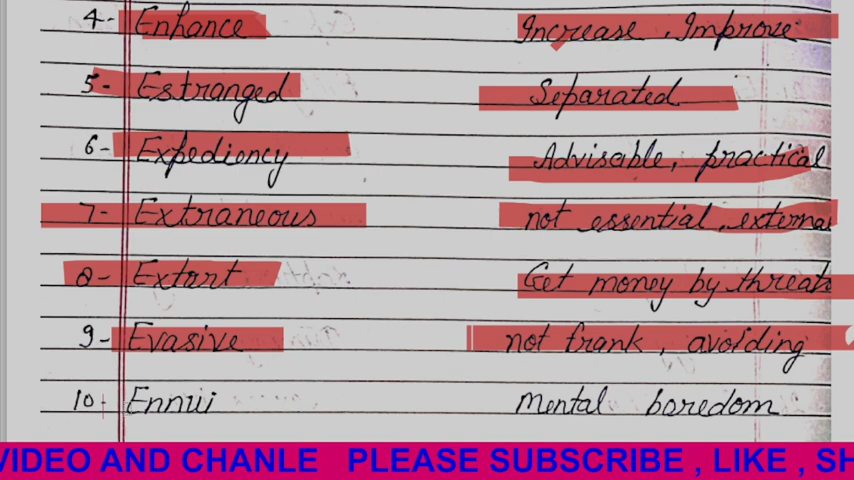 4- Enhance Increase, Improve
5- Estranged Separated
6- Expediency Advisable, practical
7- Extraneous not essential, external
8- Extort Get money by threats
9- Evasive not frank, avoiding
10- Ennui Mental boredom
VIDEO AND CHANLE PLEASE SUBSCRIBE , LIKE , SH